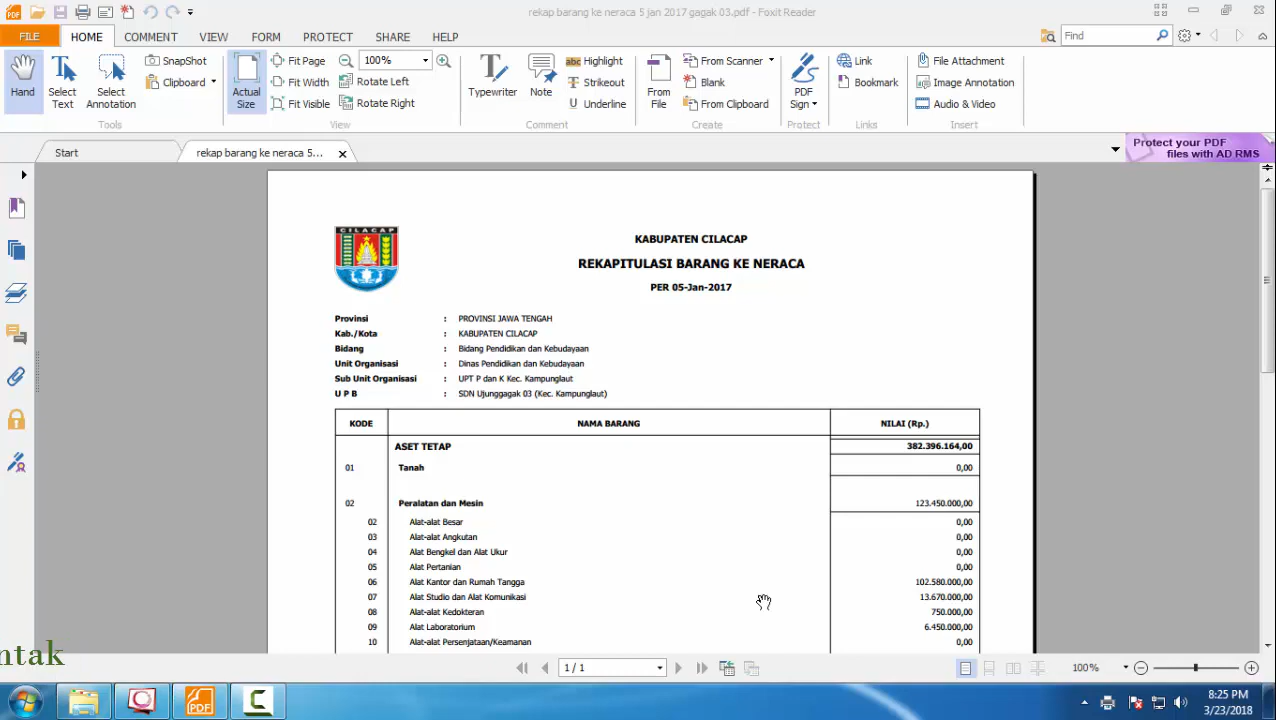 rekap barang ke neraca 5 jan 2017 gagak 03.pdf - Foxit Reader
FILE HOME COMMENT VIEW FORM PROTECT SHARE HELP Find
Hand
Select Text
Select Annotation
SnapShot
Clipboard
Tools
Actual Size
Fit Page
Fit Width
Fit Visible
100%
Rotate Left
Rotate Right
View
Typewriter
Note
Highlight
Strikeout
Underline
Comment
From File
From Scanner
Blank
From Clipboard
Create
PDF Sign
Protect
Link
Bookmark
Links
File Attachment
Image Annotation
Audio & Video
Insert
Start
rekap barang ke neraca 5...
Protect your PDF
files with AD RMS
CILACAP
KABUPATEN CILACAP
REKAPITULASI BARANG KE NERACA
PER 05-Jan-2017
Provinsi : PROVINSI JAWA TENGAH
Kab./Kota : KABUPATEN CILACAP
Bidang : Bidang Pendidikan dan Kebudayaan
Unit Organisasi : Dinas Pendidikan dan Kebudayaan
Sub Unit Organisasi : UPT P dan K Kec. Kampunglaut
U P B : SDN Ujunggagak 03 (Kec. Kampunglaut)
KODE NAMA BARANG NILAI (Rp.)
ASET TETAP 382.396.164,00
01 Tanah 0,00
02 Peralatan dan Mesin 123.450.000,00
02 Alat-alat Besar 0,00
03 Alat-alat Angkutan 0,00
04 Alat Bengkel dan Alat Ukur 0,00
05 Alat Pertanian 0,00
06 Alat Kantor dan Rumah Tangga 102.580.000,00
07 Alat Studio dan Alat Komunikasi 13.670.000,00
08 Alat-alat Kedokteran 750.000,00
09 Alat Laboratorium 6.450.000,00
10 Alat-alat Persenjataan/Keamanan 0,00
ntak
1 / 1
100%
8:25 PM
3/23/2018